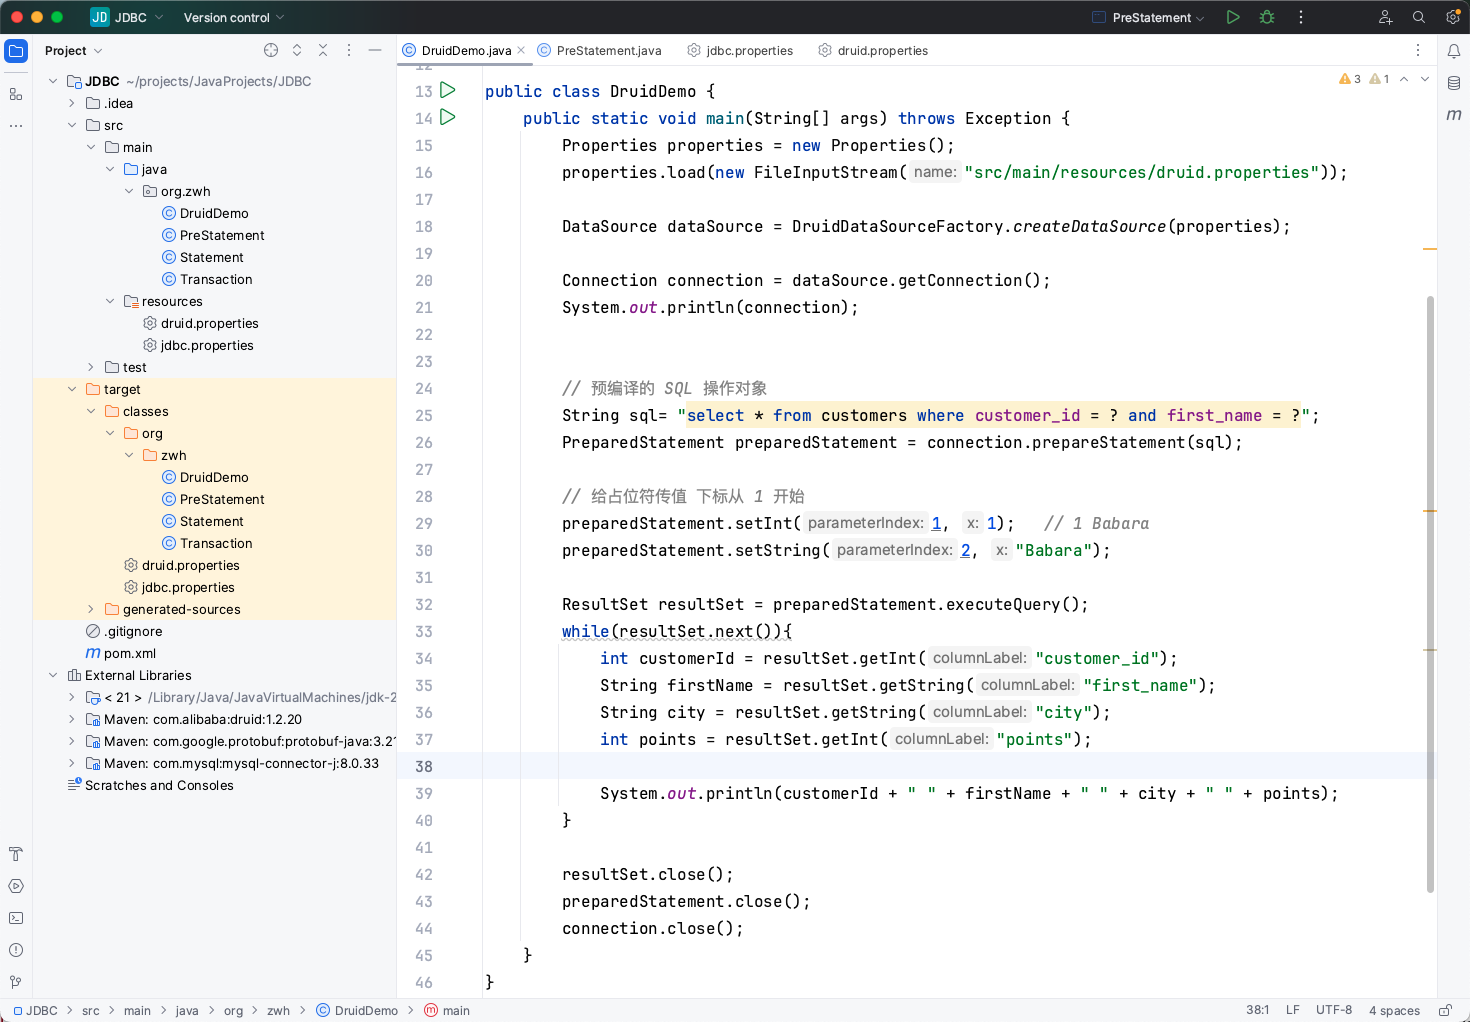 JD JDBC Version control PreStatement
Project
JDBC ~/projects/JavaProjects/JDBC
.idea
src
main
java
org.zwh
DruidDemo
PreStatement
Statement
Transaction
resources
druid.properties
jdbc.properties
test
target
classes
org
zwh
DruidDemo
PreStatement
Statement
Transaction
druid.properties
jdbc.properties
generated-sources
.gitignore
m pom.xml
External Libraries
< 21 > /Library/Java/JavaVirtualMachines/jdk-2
Maven: com.alibaba:druid:1.2.20
Maven: com.google.protobuf:protobuf-java:3.21
Maven: com.mysql:mysql-connector-j:8.0.33
Scratches and Consoles
DruidDemo.java PreStatement.java jdbc.properties druid.properties
3 1
m
12
13 public class DruidDemo {
14 public static void main(String[] args) throws Exception {
15 Properties properties = new Properties();
16 properties.load(new FileInputStream( name: "src/main/resources/druid.properties"));
17
18 DataSource dataSource = DruidDataSourceFactory.createDataSource(properties);
19
20 Connection connection = dataSource.getConnection();
21 System.out.println(connection);
22
23
24 // 预编译的 SQL 操作对象
25 String sql= "select * from customers where customer_id = ? and first_name = ?";
26 PreparedStatement preparedStatement = connection.prepareStatement(sql);
27
28 // 给占位符传值 下标从 1 开始
29 preparedStatement.setInt( parameterIndex: 1, x: 1); // 1 Babara
30 preparedStatement.setString( parameterIndex: 2, x: "Babara");
31
32 ResultSet resultSet = preparedStatement.executeQuery();
33 while(resultSet.next()){
34 int customerId = resultSet.getInt( columnLabel: "customer_id");
35 String firstName = resultSet.getString( columnLabel: "first_name");
36 String city = resultSet.getString( columnLabel: "city");
37 int points = resultSet.getInt( columnLabel: "points");
38
39 System.out.println(customerId + " " + firstName + " " + city + " " + points);
40 }
41
42 resultSet.close();
43 preparedStatement.close();
44 connection.close();
45 }
46 }
JDBC > src > main > java > org > zwh > DruidDemo > main 38:1 LF UTF-8 4 spaces